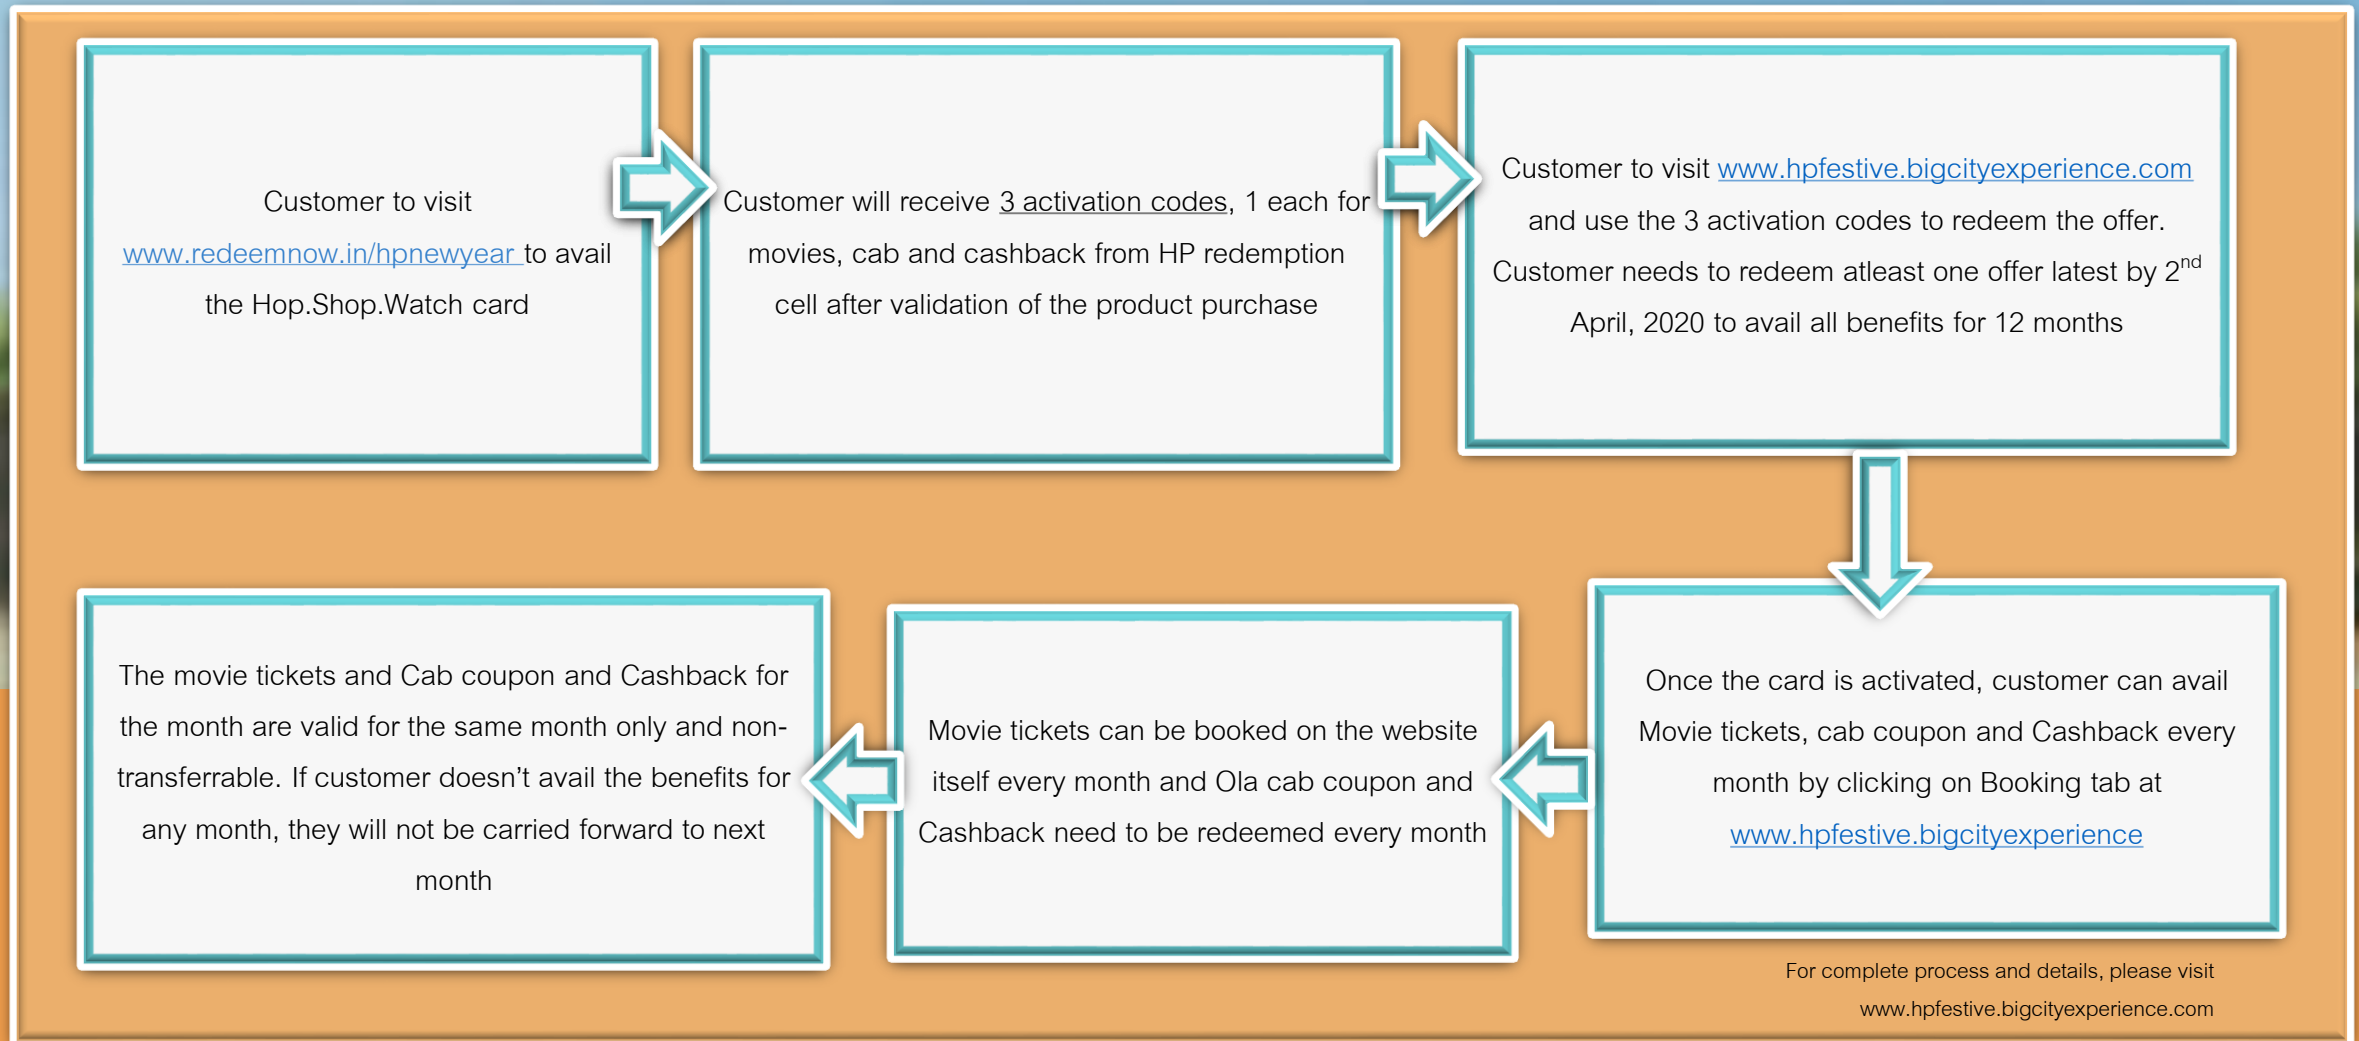 Customer to visit
www.redeemnow.in/hpnewyear to avail
the Hop.Shop.Watch card
Customer will receive 3 activation codes, 1 each for
movies, cab and cashback from HP redemption
cell after validation of the product purchase
Customer to visit www.hpfestive.bigcityexperience.com
and use the 3 activation codes to redeem the offer.
Customer needs to redeem atleast one offer latest by 2nd
April, 2020 to avail all benefits for 12 months
Once the card is activated, customer can avail
Movie tickets, cab coupon and Cashback every
month by clicking on Booking tab at
www.hpfestive.bigcityexperience
Movie tickets can be booked on the website
itself every month and Ola cab coupon and
Cashback need to be redeemed every month
The movie tickets and Cab coupon and Cashback for
the month are valid for the same month only and non-
transferrable. If customer doesn’t avail the benefits for
any month, they will not be carried forward to next
month
For complete process and details, please visit
www.hpfestive.bigcityexperience.com